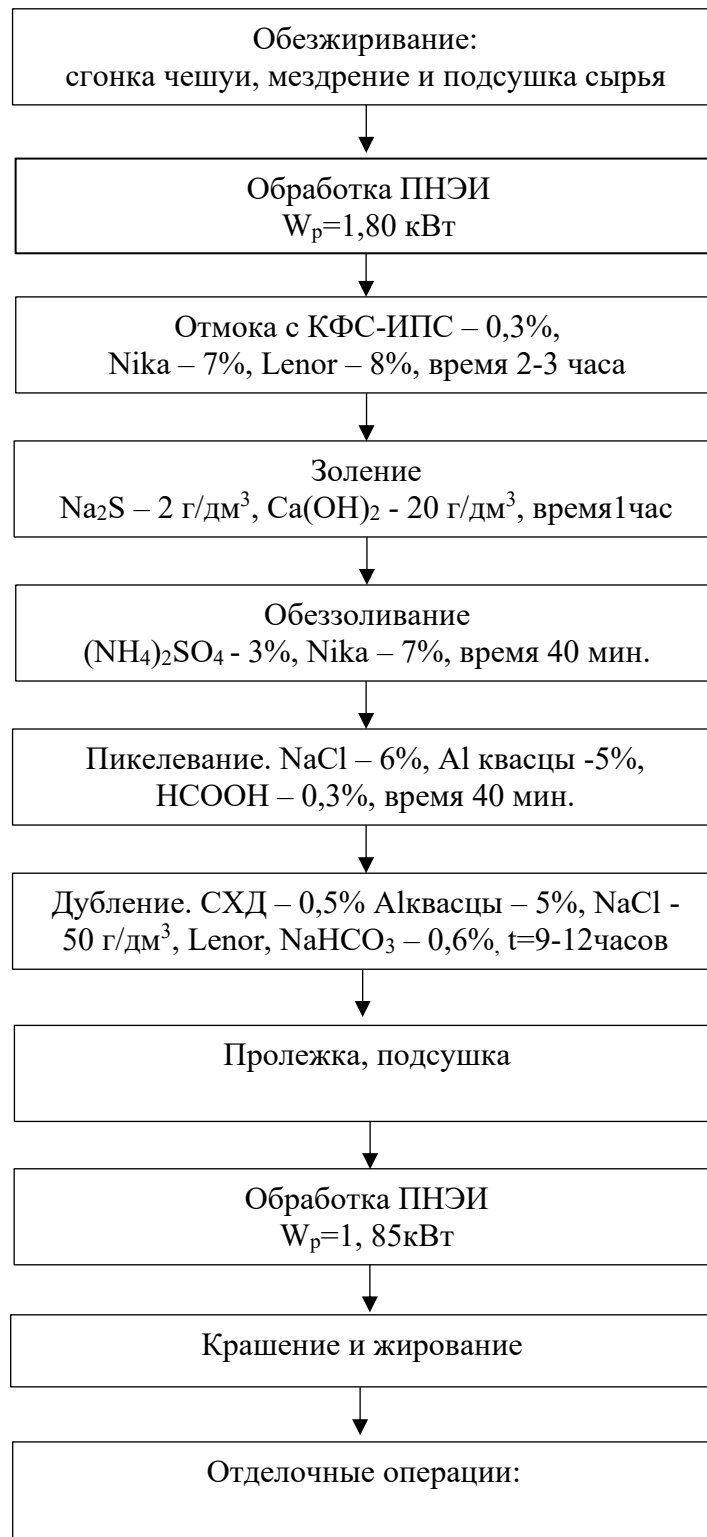 Обезжиривание:
сгонка чешуи, мездрение и подсушка сырья
Обработка ПНЭИ
Wₚ=1,80 кВт
Отмока с КФС-ИПС – 0,3%,
Nika – 7%, Lenor – 8%, время 2-3 часа
Золение
Na₂S – 2 г/дм³, Ca(OH)₂ - 20 г/дм³, время1час
Обеззоливание
(NH₄)₂SO₄ - 3%, Nika – 7%, время 40 мин.
Пикелевание. NaCl – 6%, Al квасцы -5%,
HCOOH – 0,3%, время 40 мин.
Дубление. СХД – 0,5% Alквасцы – 5%, NaCl -
50 г/дм³, Lenor, NaHCO₃ – 0,6%, t=9-12часов
Пролежка, подсушка
Обработка ПНЭИ
Wₚ=1, 85кВт
Крашение и жирование
Отделочные операции: